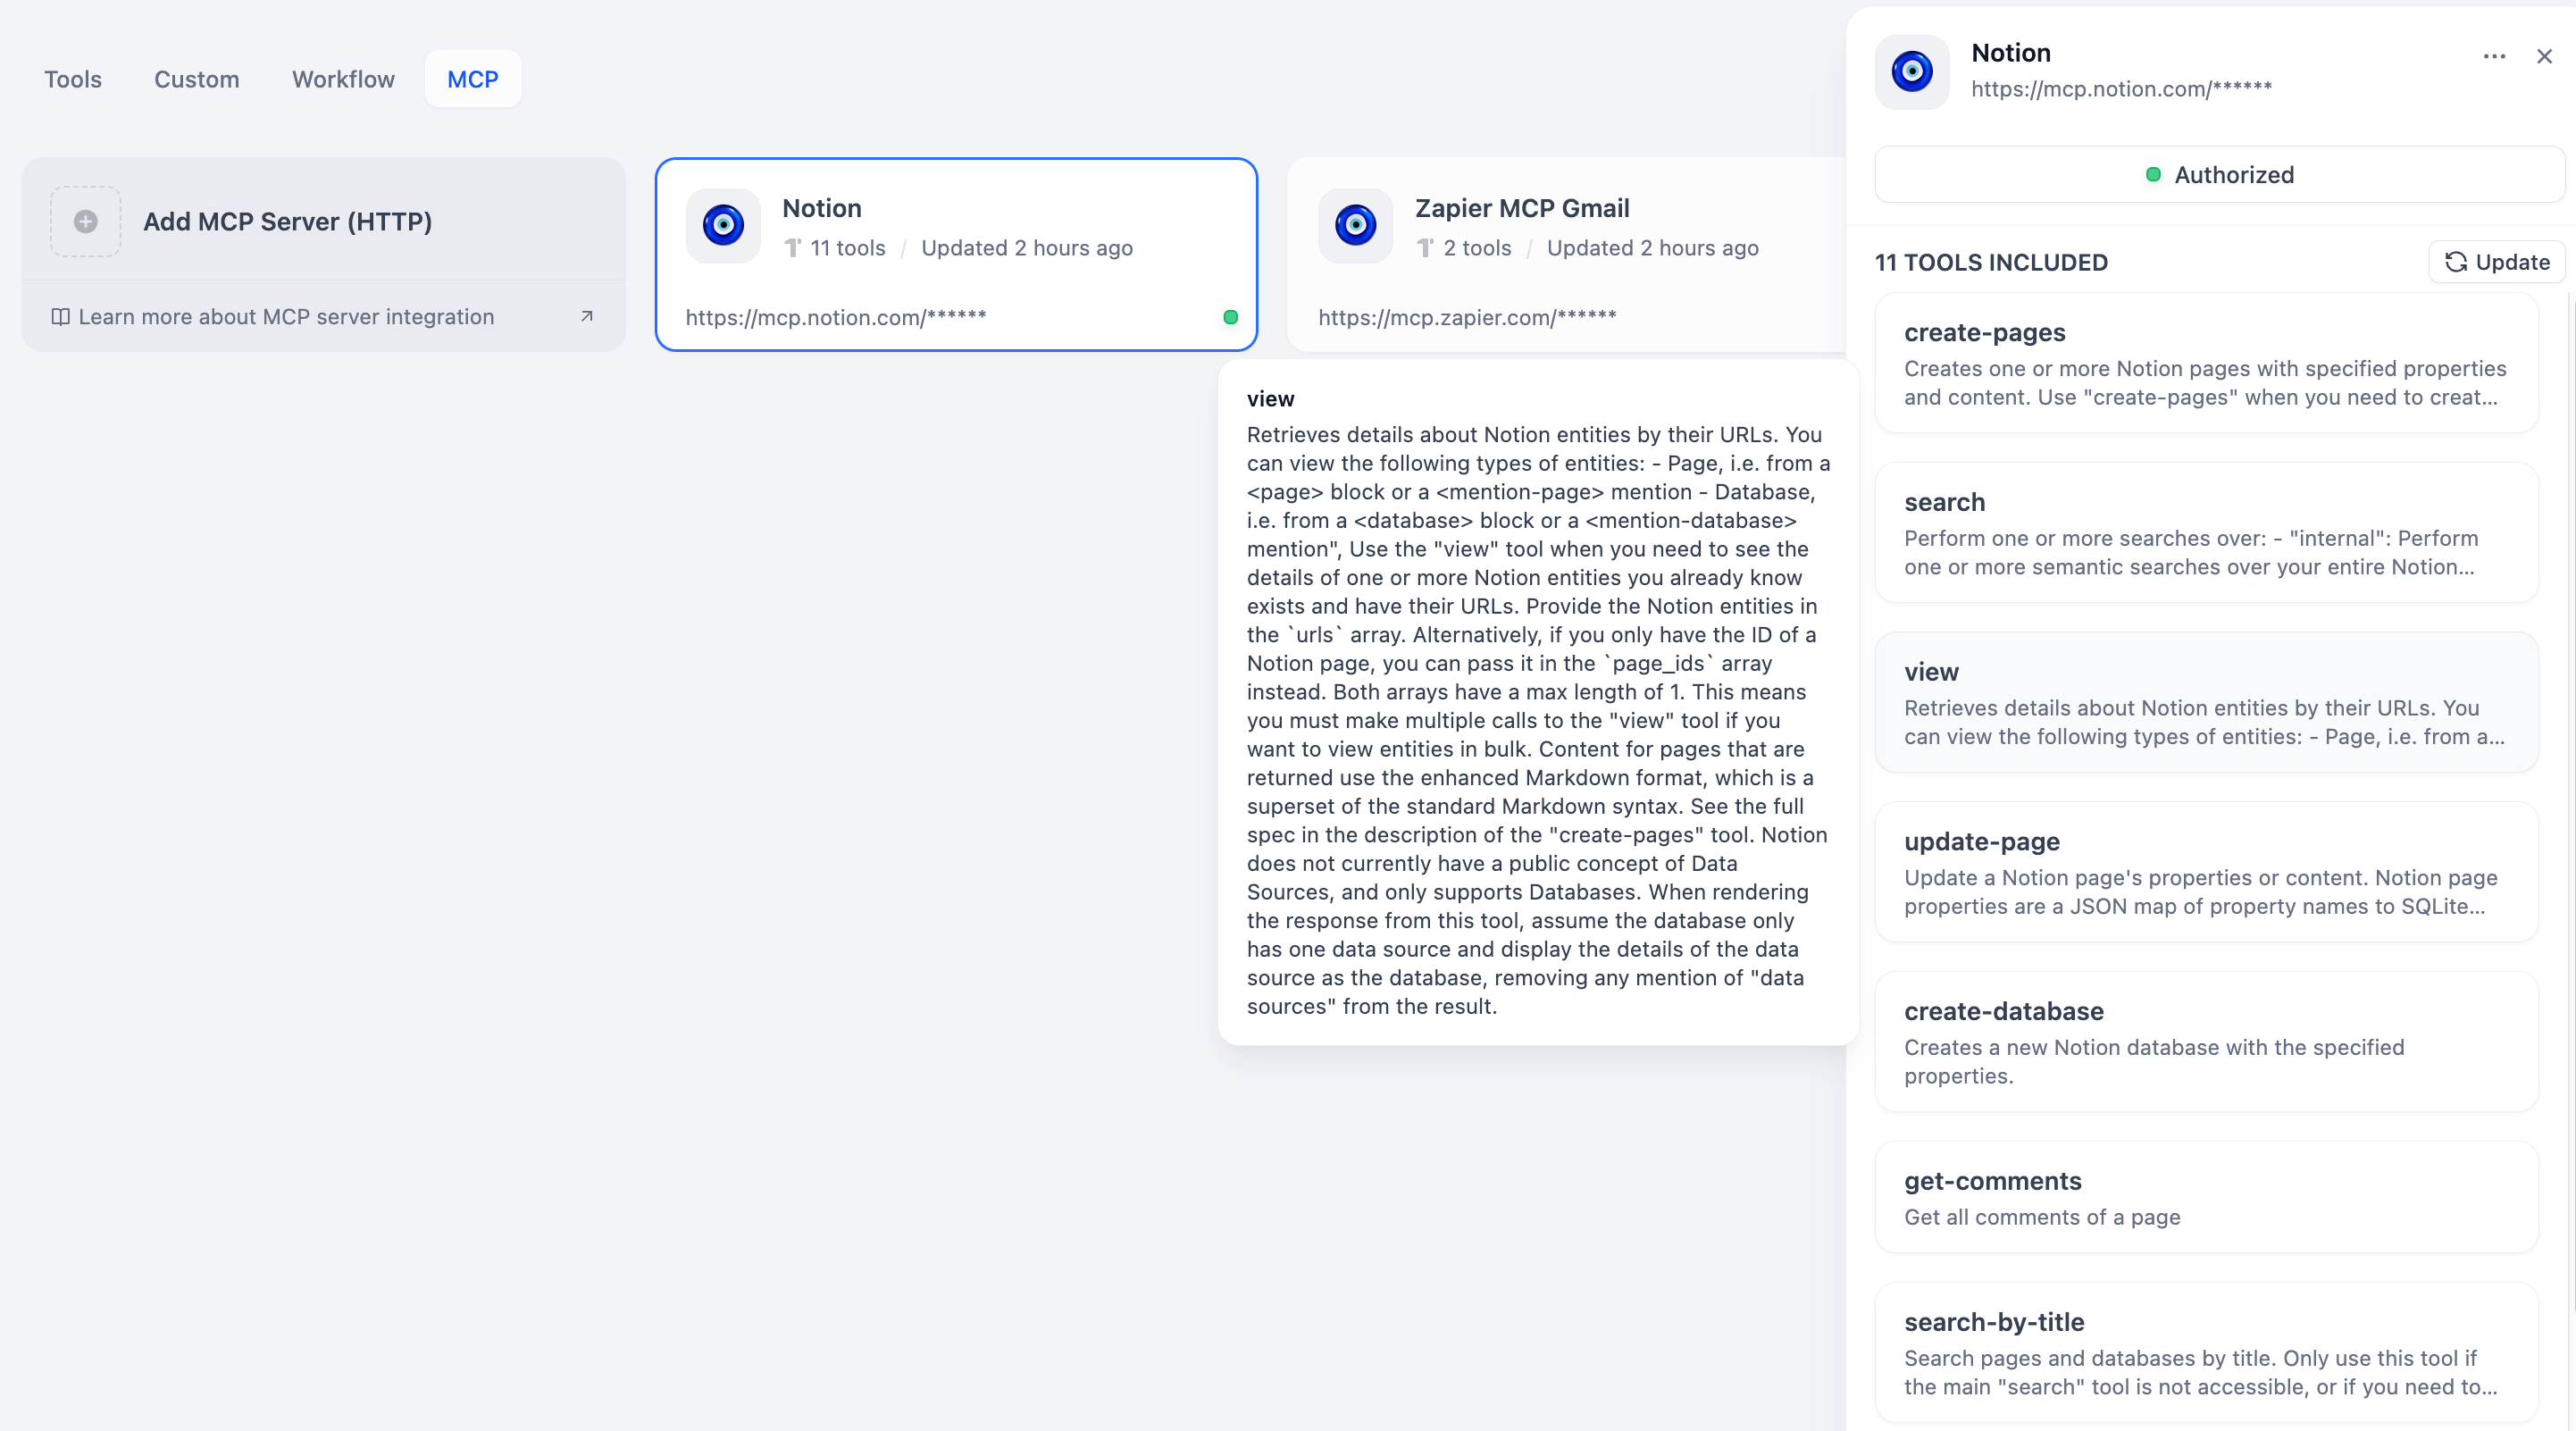 Tools
Custom
Workflow
MCP
Add MCP Server (HTTP)
Learn more about MCP server integration
Notion
11 tools / Updated 2 hours ago
https://mcp.notion.com/******
Zapier MCP Gmail
2 tools / Updated 2 hours ago
https://mcp.zapier.com/******
view
Retrieves details about Notion entities by their URLs. You
can view the following types of entities: - Page, i.e. from a
<page> block or a <mention-page> mention - Database,
i.e. from a <database> block or a <mention-database>
mention", Use the "view" tool when you need to see the
details of one or more Notion entities you already know
exists and have their URLs. Provide the Notion entities in
the `urls` array. Alternatively, if you only have the ID of a
Notion page, you can pass it in the `page_ids` array
instead. Both arrays have a max length of 1. This means
you must make multiple calls to the "view" tool if you
want to view entities in bulk. Content for pages that are
returned use the enhanced Markdown format, which is a
superset of the standard Markdown syntax. See the full
spec in the description of the "create-pages" tool. Notion
does not currently have a public concept of Data
Sources, and only supports Databases. When rendering
the response from this tool, assume the database only
has one data source and display the details of the data
source as the database, removing any mention of "data
sources" from the result.
Notion
https://mcp.notion.com/******
Authorized
11 TOOLS INCLUDED
Update
create-pages
Creates one or more Notion pages with specified properties
and content. Use "create-pages" when you need to creat...
search
Perform one or more searches over: - "internal": Perform
one or more semantic searches over your entire Notion...
view
Retrieves details about Notion entities by their URLs. You
can view the following types of entities: - Page, i.e. from a...
update-page
Update a Notion page's properties or content. Notion page
properties are a JSON map of property names to SQLite...
create-database
Creates a new Notion database with the specified
properties.
get-comments
Get all comments of a page
search-by-title
Search pages and databases by title. Only use this tool if
the main "search" tool is not accessible, or if you need to...